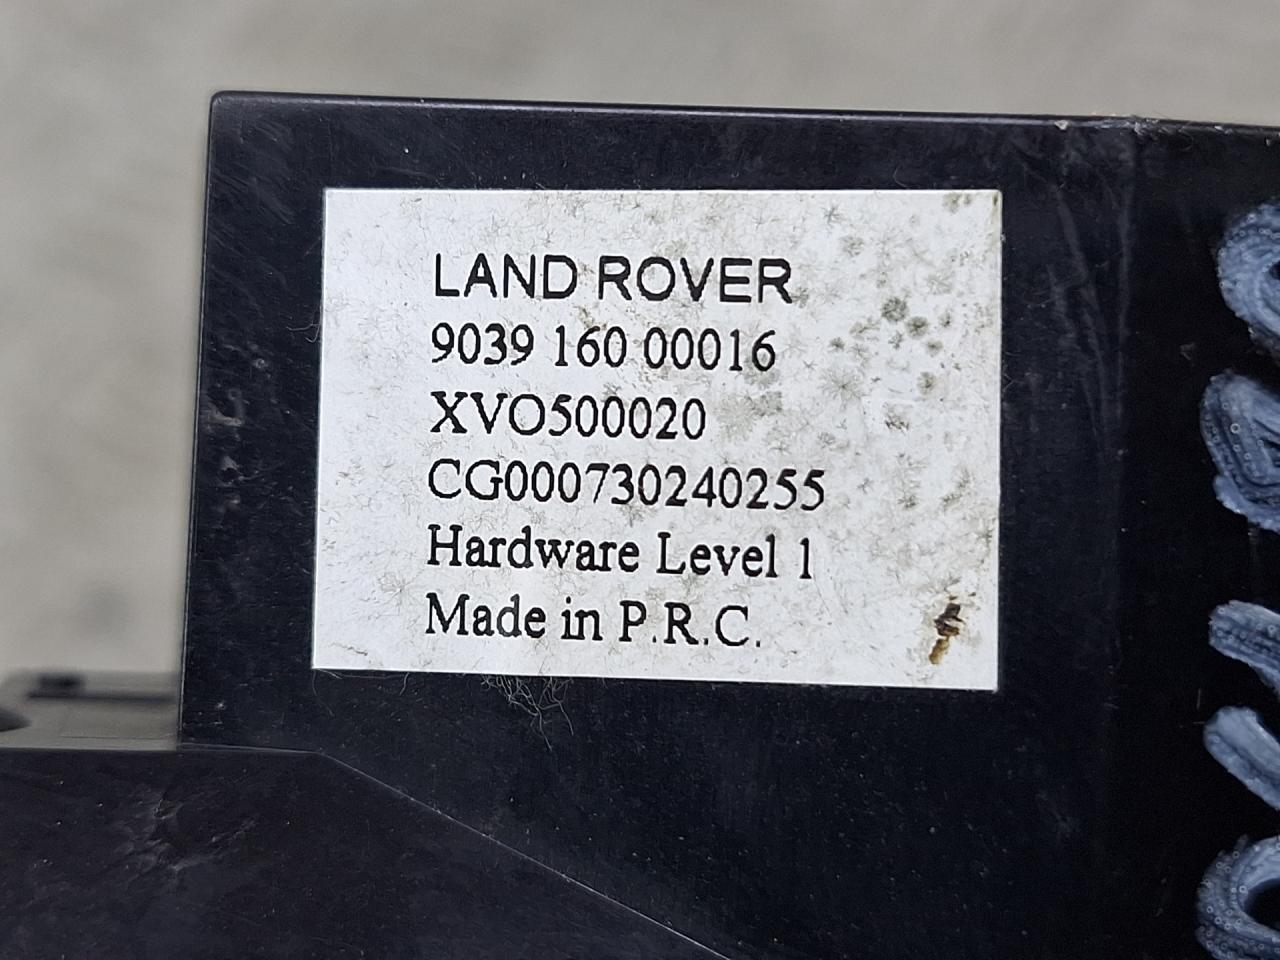 LAND ROVER
9039 160 00016
XVO500020
CG000730240255
Hardware Level 1
Made in P.R.C.